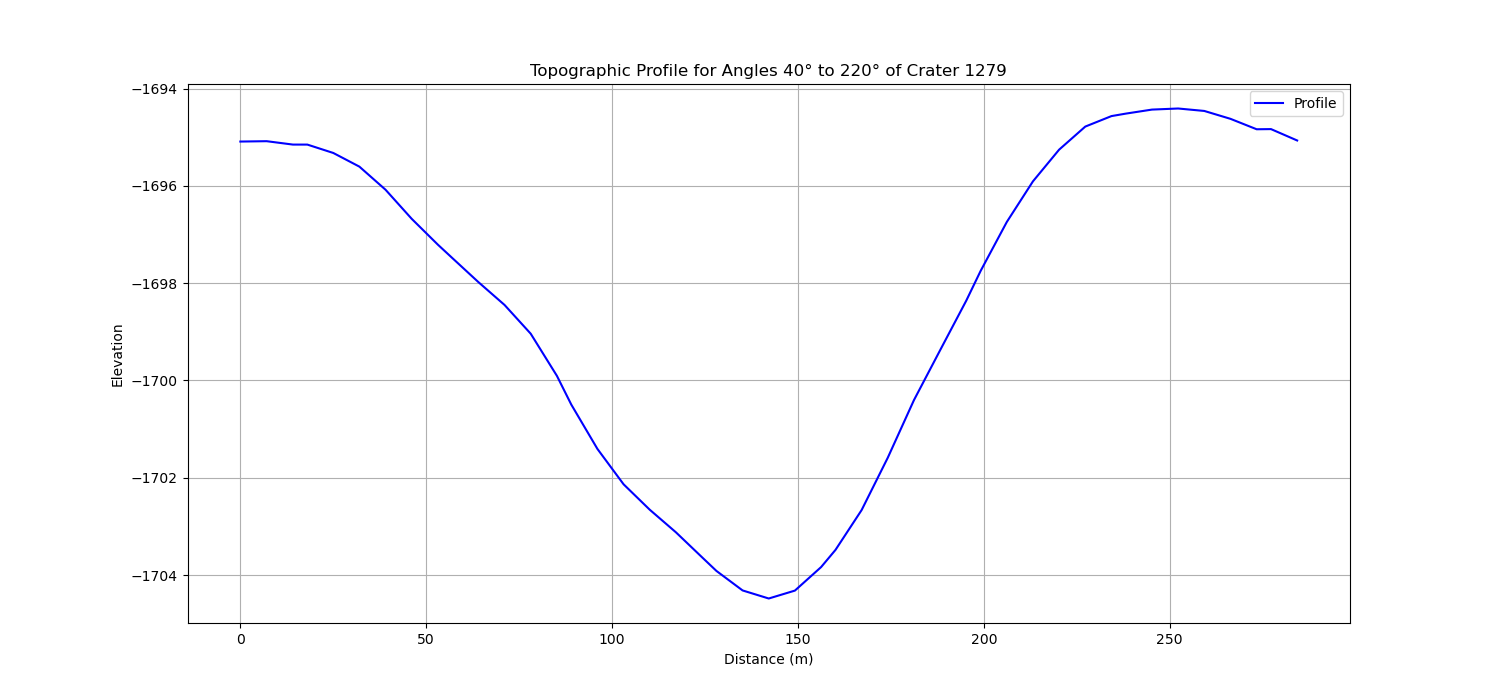 Topographic Profile for Angles 40° to 220° of Crater 1279
Profile
Elevation
−1694
−1696
−1698
−1700
−1702
−1704
0 50 100 150 200 250
Distance (m)